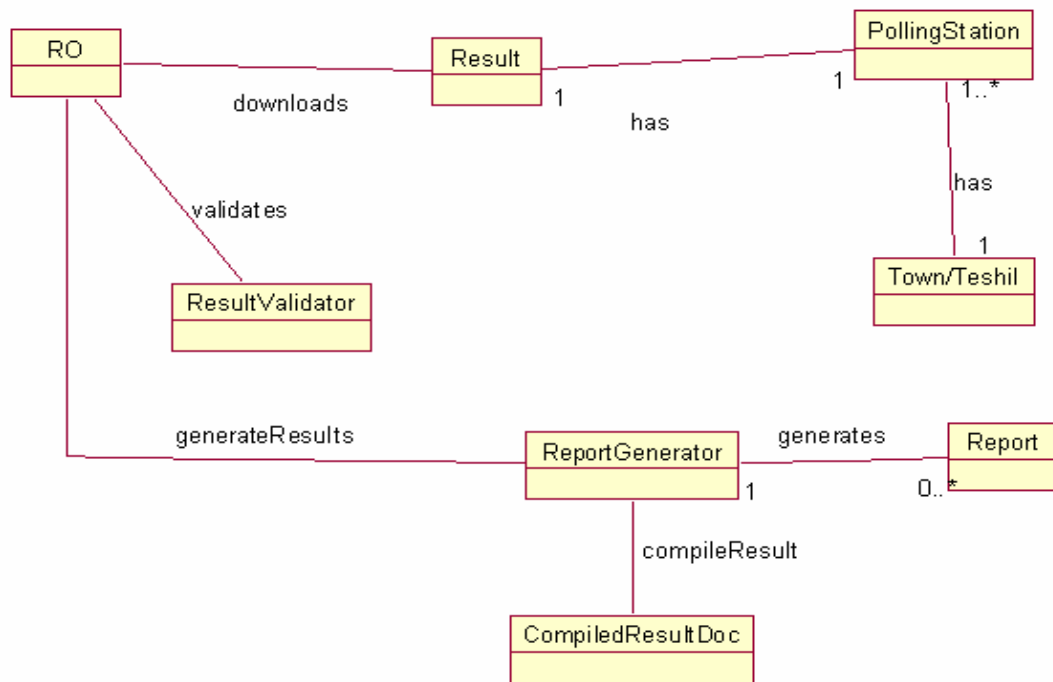 RO
Result
PollingStation
downloads
1
1
1..*
has
has
validates
1
ResultValidator
Town/Teshil
generateResults
ReportGenerator
generates
Report
1
0..*
compileResult
CompiledResultDoc